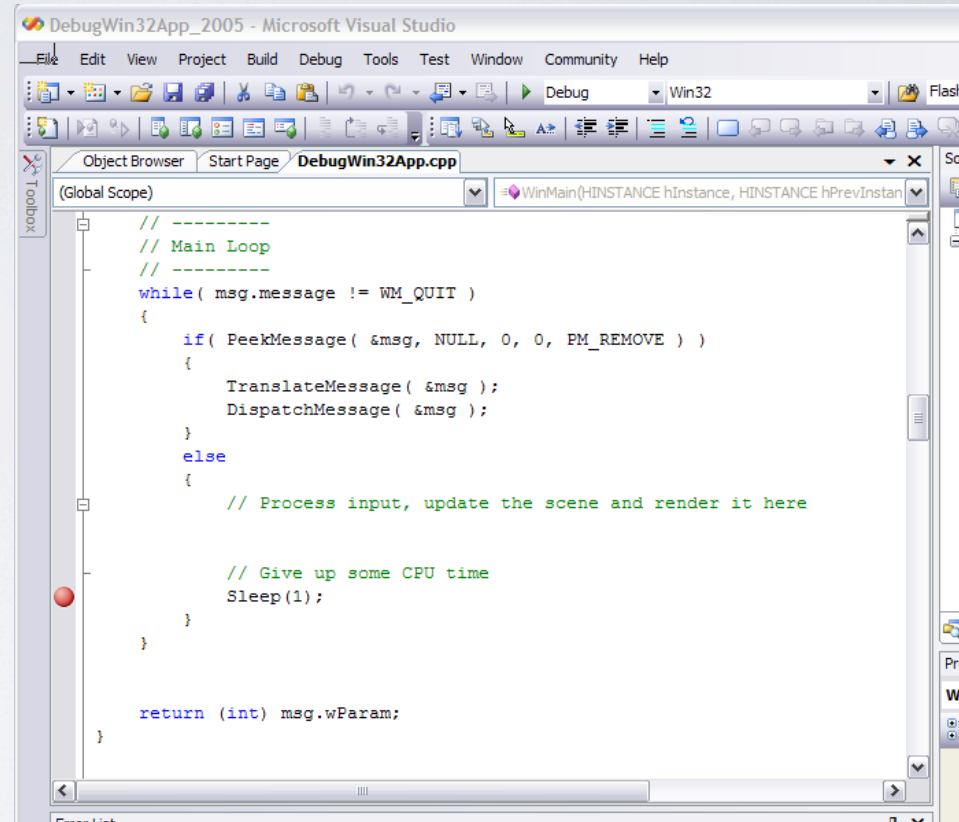 DebugWin32App_2005 - Microsoft Visual Studio
File Edit View Project Build Debug Tools Test Window Community Help
Debug Win32
Toolbox
Object Browser Start Page DebugWin32App.cpp
(Global Scope) WinMain(HINSTANCE hInstance, HINSTANCE hPrevInstan
// ---------
// Main Loop
// ---------
while( msg.message != WM_QUIT )
{
if( PeekMessage( &msg, NULL, 0, 0, PM_REMOVE ) )
{
TranslateMessage( &msg );
DispatchMessage( &msg );
}
else
{
// Process input, update the scene and render it here
// Give up some CPU time
Sleep(1);
}
}
return (int) msg.wParam;
}